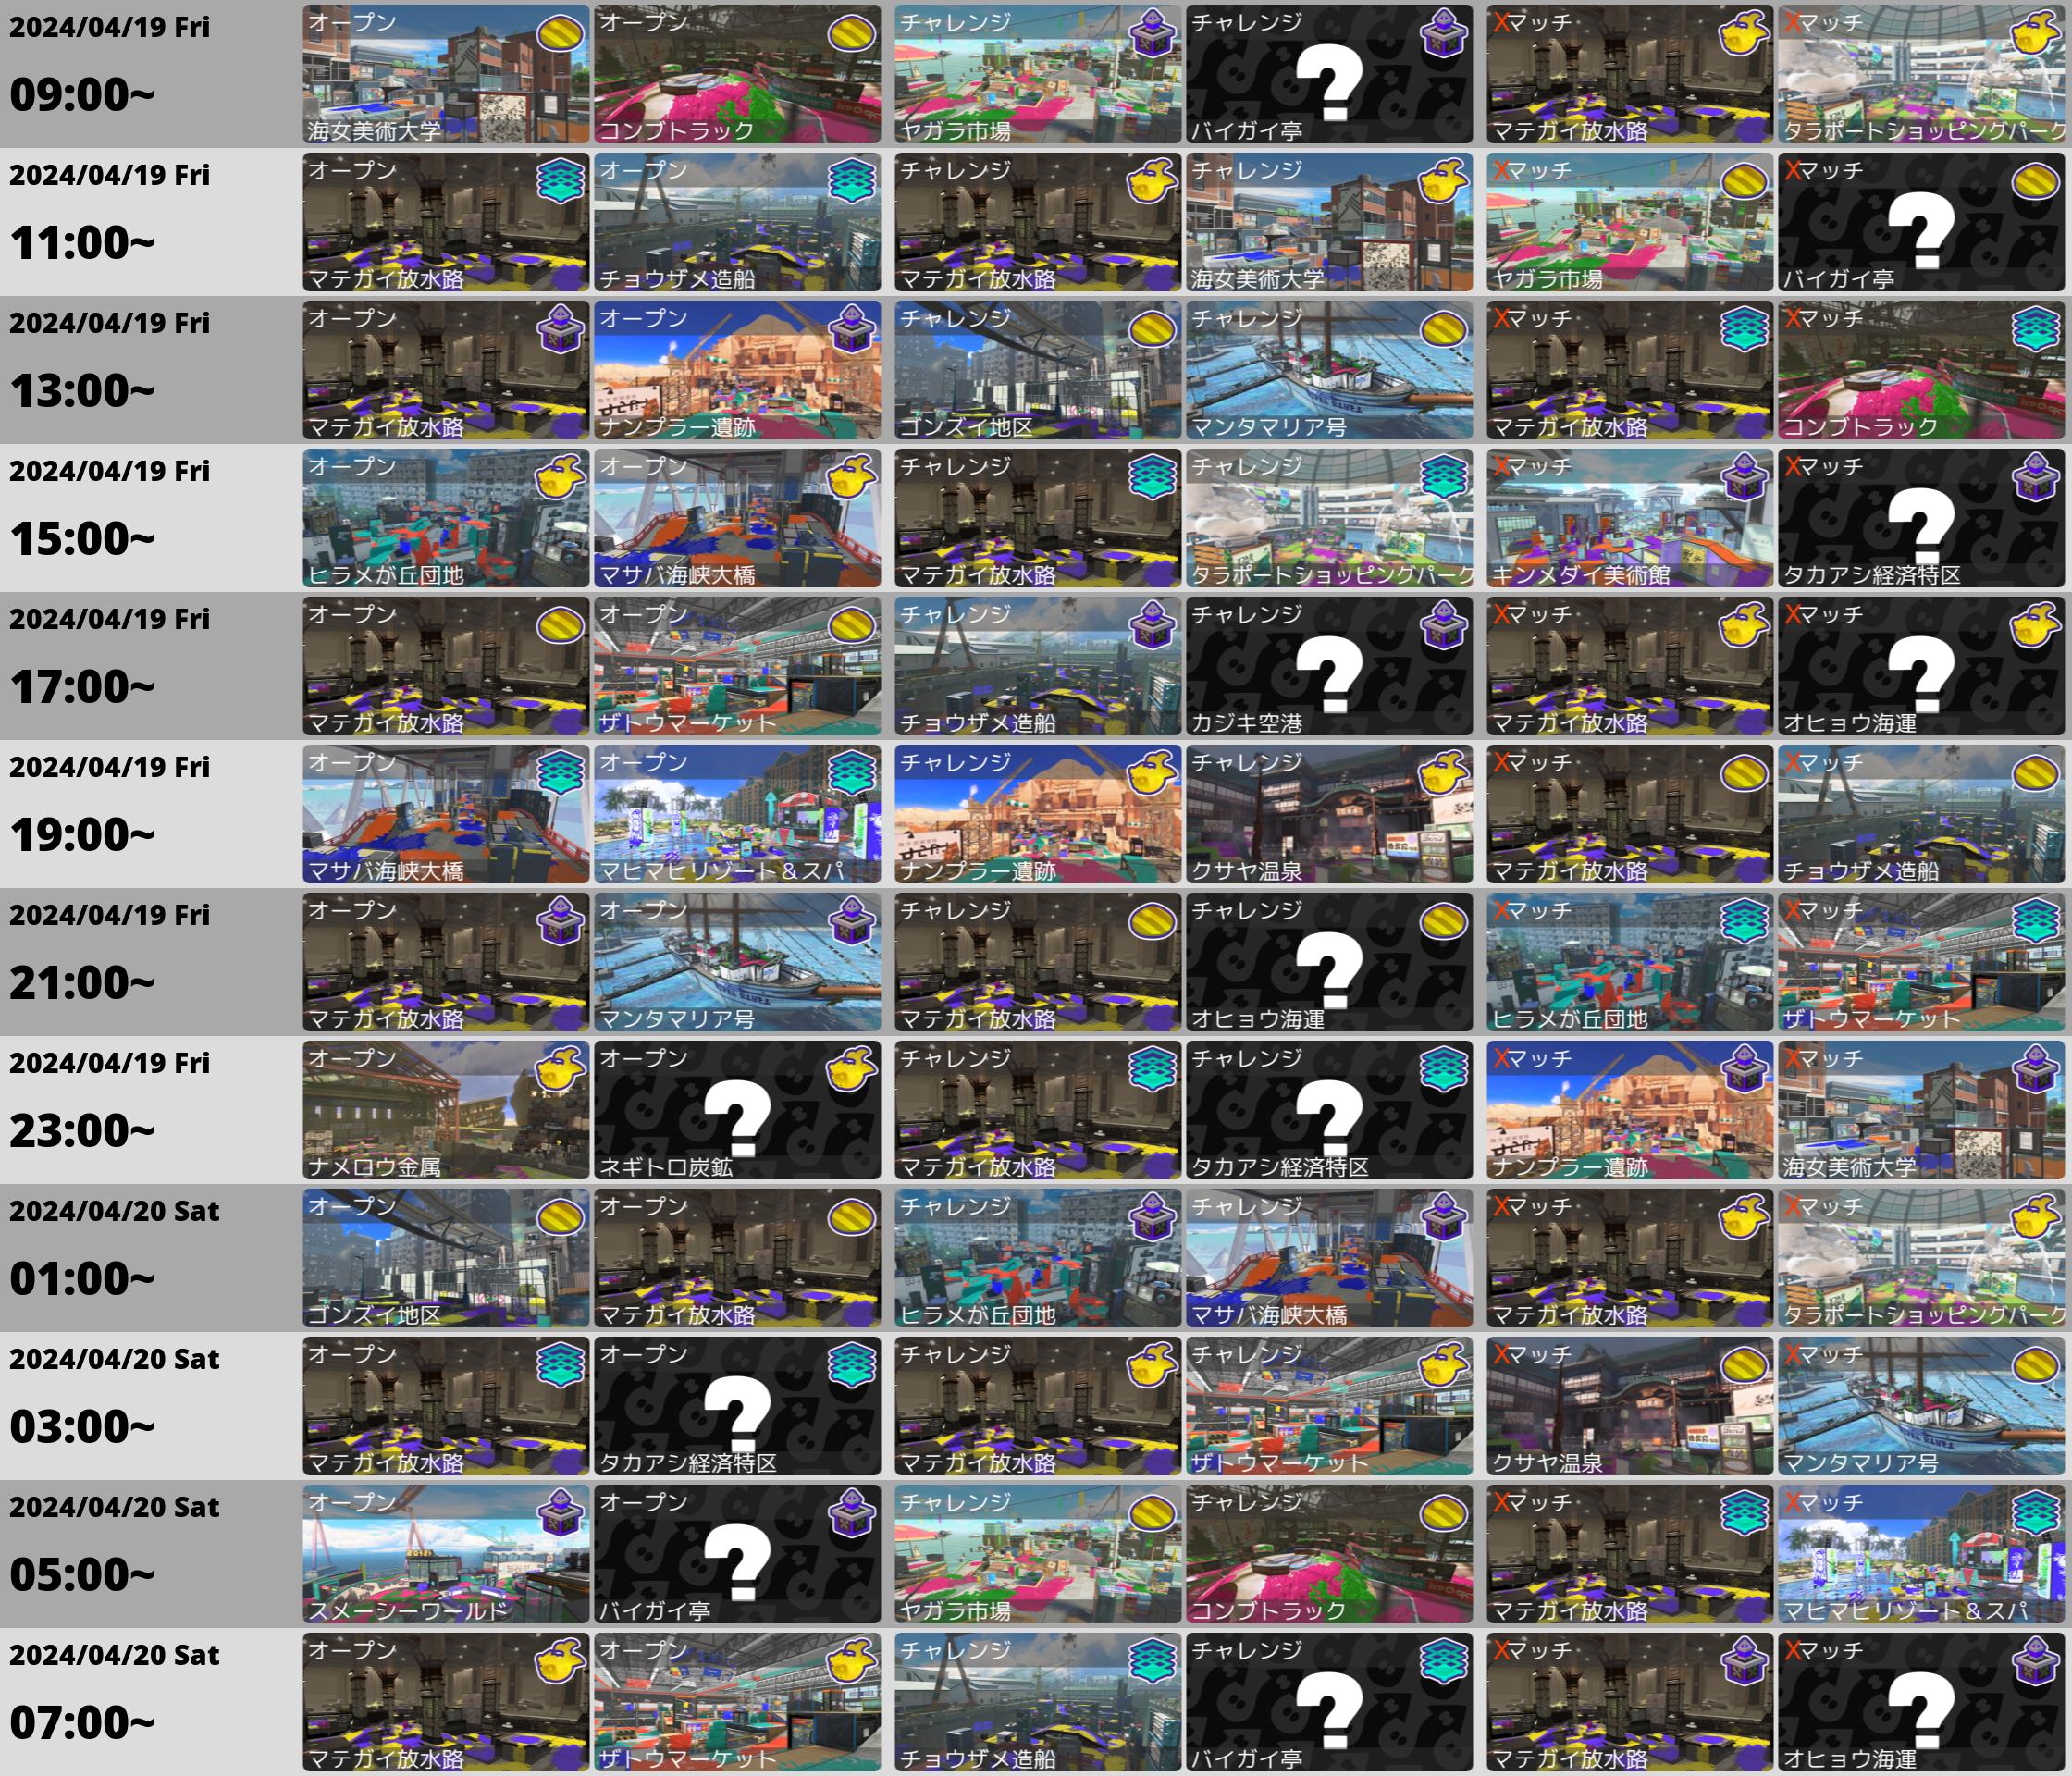 2024/04/19 Fri
09:00~
オープン
海女美術大学
オープン
コンブトラック
チャレンジ
ヤガラ市場
チャレンジ
?
バイガイ亭
Xマッチ
マテガイ放水路
Xマッチ
タラポートショッピングパーク
2024/04/19 Fri
11:00~
オープン
マテガイ放水路
オープン
チョウザメ造船
チャレンジ
マテガイ放水路
チャレンジ
海女美術大学
Xマッチ
ヤガラ市場
Xマッチ
?
バイガイ亭
2024/04/19 Fri
13:00~
オープン
マテガイ放水路
オープン
ナンプラー遺跡
チャレンジ
ゴンズイ地区
チャレンジ
マンタマリア号
Xマッチ
マテガイ放水路
Xマッチ
コンブトラック
2024/04/19 Fri
15:00~
オープン
ヒラメが丘団地
オープン
マサバ海峡大橋
チャレンジ
マテガイ放水路
チャレンジ
タラポートショッピングパーク
Xマッチ
キンメダイ美術館
Xマッチ
?
タカアシ経済特区
2024/04/19 Fri
17:00~
オープン
マテガイ放水路
オープン
ザトウマーケット
チャレンジ
チョウザメ造船
チャレンジ
?
カジキ空港
Xマッチ
マテガイ放水路
Xマッチ
?
オヒョウ海運
2024/04/19 Fri
19:00~
オープン
マサバ海峡大橋
オープン
マヒマヒリゾート＆スパ
チャレンジ
ナンプラー遺跡
チャレンジ
クサヤ温泉
Xマッチ
マテガイ放水路
Xマッチ
チョウザメ造船
2024/04/19 Fri
21:00~
オープン
マテガイ放水路
オープン
マンタマリア号
チャレンジ
マテガイ放水路
チャレンジ
?
オヒョウ海運
Xマッチ
ヒラメが丘団地
Xマッチ
ザトウマーケット
2024/04/19 Fri
23:00~
オープン
ナメロウ金属
オープン
?
ネギトロ炭鉱
チャレンジ
マテガイ放水路
チャレンジ
?
タカアシ経済特区
Xマッチ
ナンプラー遺跡
Xマッチ
海女美術大学
2024/04/20 Sat
01:00~
オープン
ゴンズイ地区
オープン
マテガイ放水路
チャレンジ
ヒラメが丘団地
チャレンジ
マサバ海峡大橋
Xマッチ
マテガイ放水路
Xマッチ
タラポートショッピングパーク
2024/04/20 Sat
03:00~
オープン
マテガイ放水路
オープン
?
タカアシ経済特区
チャレンジ
マテガイ放水路
チャレンジ
ザトウマーケット
Xマッチ
クサヤ温泉
Xマッチ
マンタマリア号
2024/04/20 Sat
05:00~
オープン
スメーシーワールド
オープン
?
バイガイ亭
チャレンジ
ヤガラ市場
チャレンジ
コンブトラック
Xマッチ
マテガイ放水路
Xマッチ
マヒマヒリゾート＆スパ
2024/04/20 Sat
07:00~
オープン
マテガイ放水路
オープン
ザトウマーケット
チャレンジ
チョウザメ造船
チャレンジ
?
バイガイ亭
Xマッチ
マテガイ放水路
Xマッチ
?
オヒョウ海運